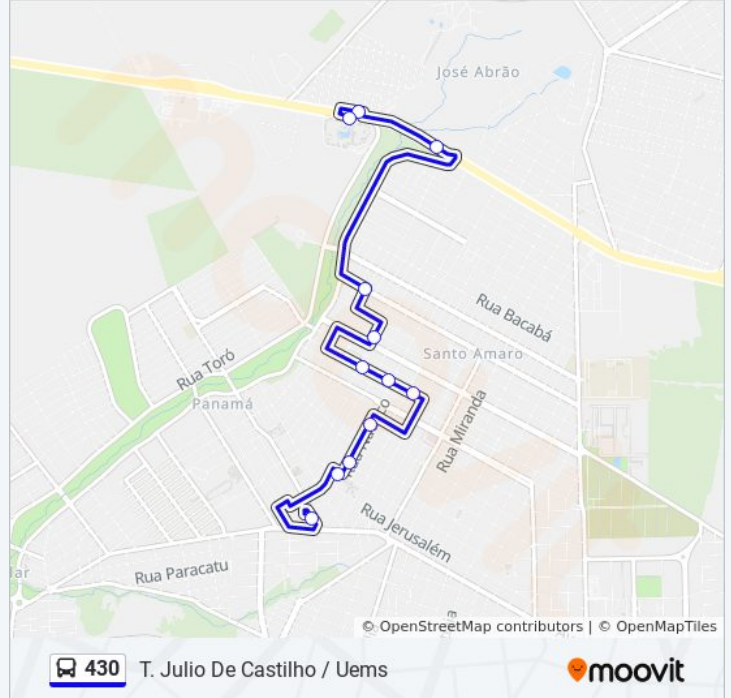 José Abrão
Rua Bacabá
Santo Amaro
Rua Toró
Panamá
Rua Miranda
Rua Jerusalém
lar
Rua Paracatu
© OpenStreetMap contributors | © OpenMapTiles
430 T. Julio De Castilho / Uems
moovit